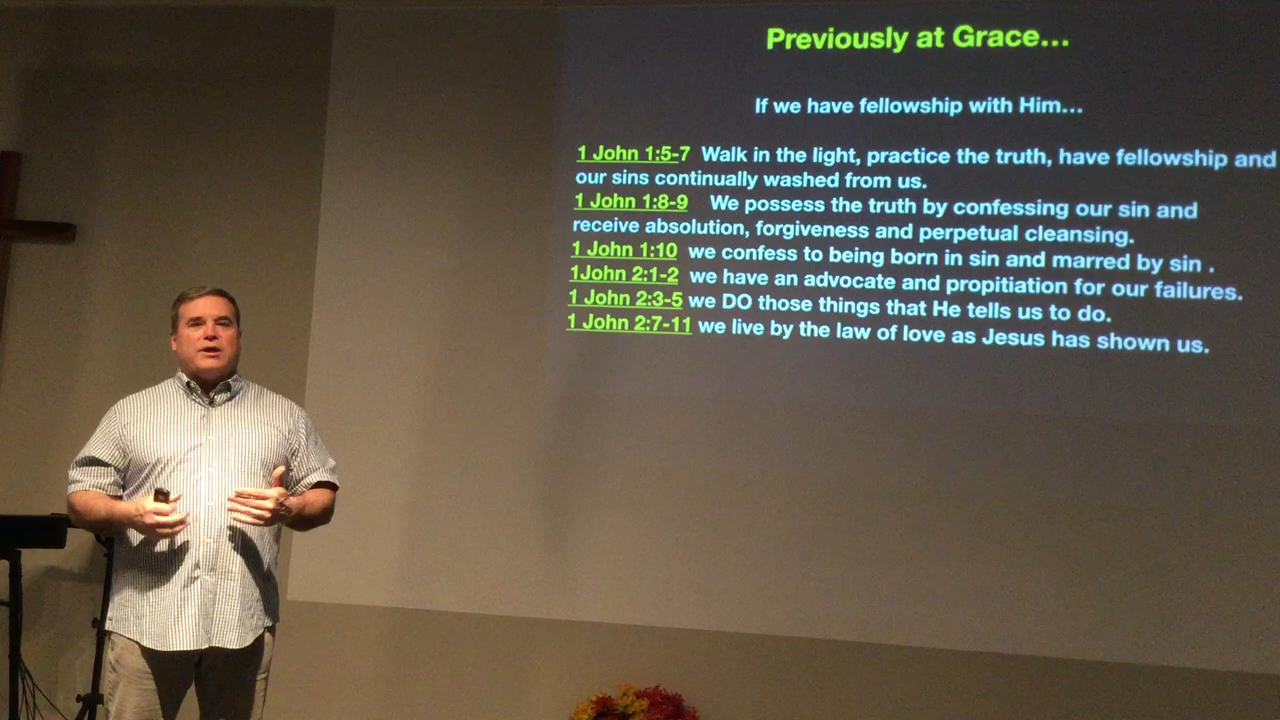 Previously at Grace...
If we have fellowship with Him...
1 John 1:5-7 Walk in the light, practice the truth, have fellowship and
our sins continually washed from us.
1 John 1:8-9 We possess the truth by confessing our sin and
receive absolution, forgiveness and perpetual cleansing.
1 John 1:10 we confess to being born in sin and marred by sin .
1John 2:1-2 we have an advocate and propitiation for our failures.
1 John 2:3-5 we DO those things that He tells us to do.
1 John 2:7-11 we live by the law of love as Jesus has shown us.